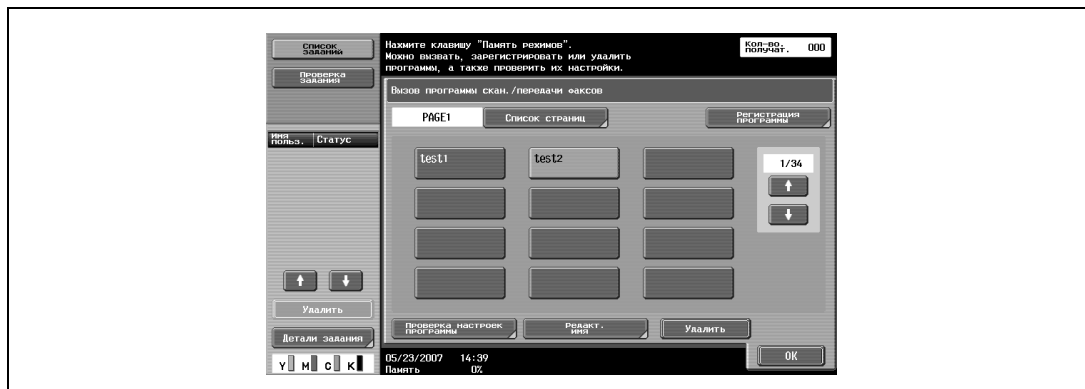 Список
заданий
Проверка
задания
Имя
польз.
Статус
Удалить
Детали задания
Y M C K
Нажмите клавишу "Память режимов".
Можно вызвать, зарегистрировать или удалить
программы, а также проверить их настройки.
Кол-во.
получат. 000
Вызов программы скан./передачи факсов
PAGE1
Список страниц
Регистрация
программы
test1 test2
1/34
Проверка настроек
программы
Редакт.
имя
Удалить
05/23/2007 14:39
Память 0%
OK